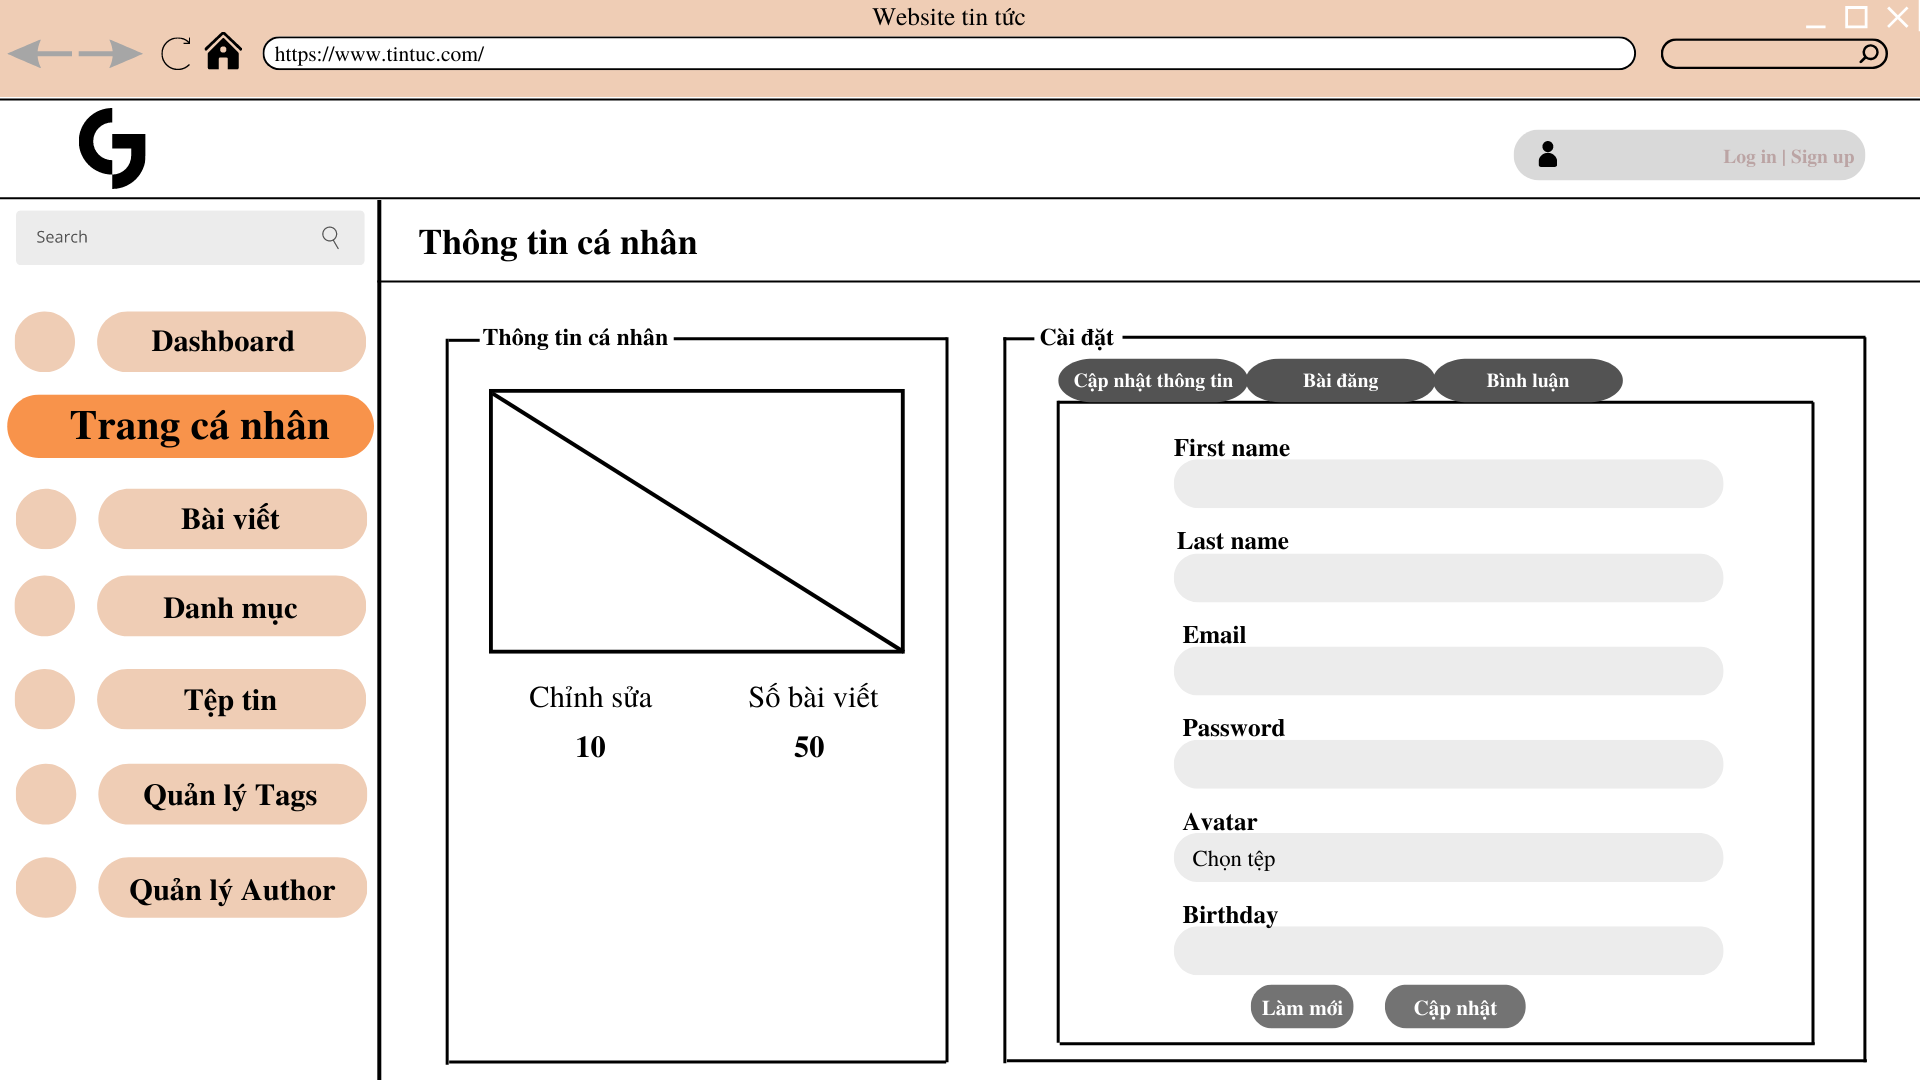 Website tin tức
https://www.tintuc.com/
Log in | Sign up
Search
Dashboard
Trang cá nhân
Bài viết
Danh mục
Tệp tin
Quản lý Tags
Quản lý Author
Thông tin cá nhân
Thông tin cá nhân
Chỉnh sửa
Số bài viết
10
50
Cài đặt
Cập nhật thông tin
Bài đăng
Bình luận
First name
Last name
Email
Password
Avatar
Chọn tệp
Birthday
Làm mới
Cập nhật